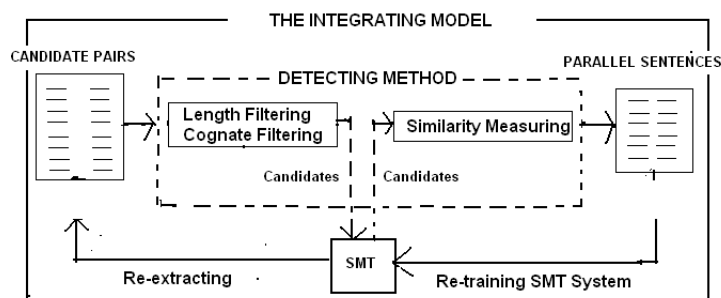 THE INTEGRATING MODEL
CANDIDATE PAIRS
PARALLEL SENTENCES
DETECTING METHOD
Length Filtering
Cognate Filtering
Similarity Measuring
Candidates
Candidates
SMT
Re-extracting
Re-training SMT System